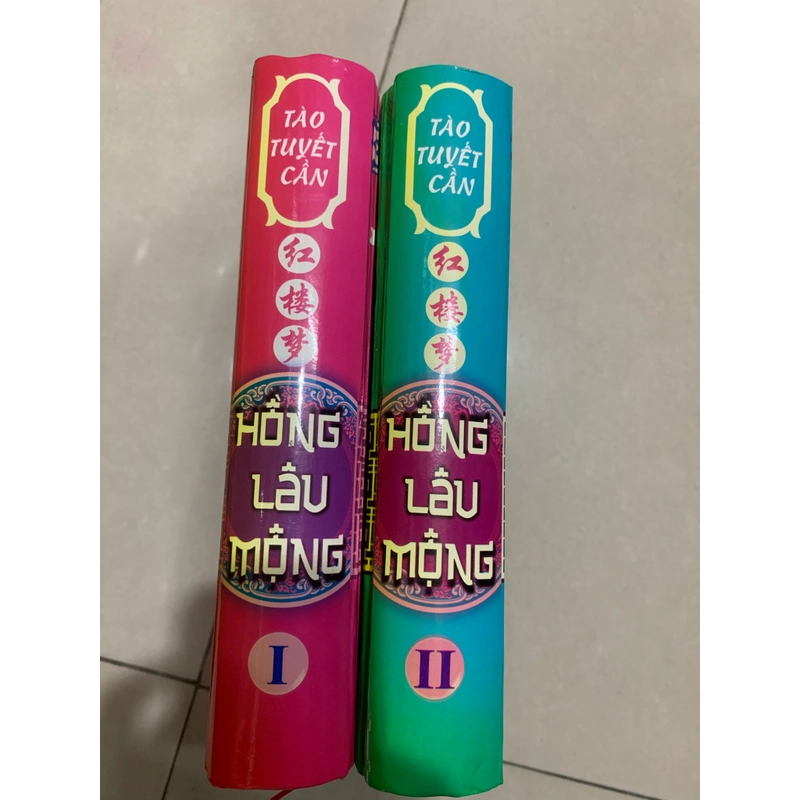 TÀO
TUYẾT
CẦN
红
楼
梦
HỒNG
LÂU
MỘNG
I
TÀO
TUYẾT
CẦN
红
楼
梦
HỒNG
LÂU
MỘNG
II